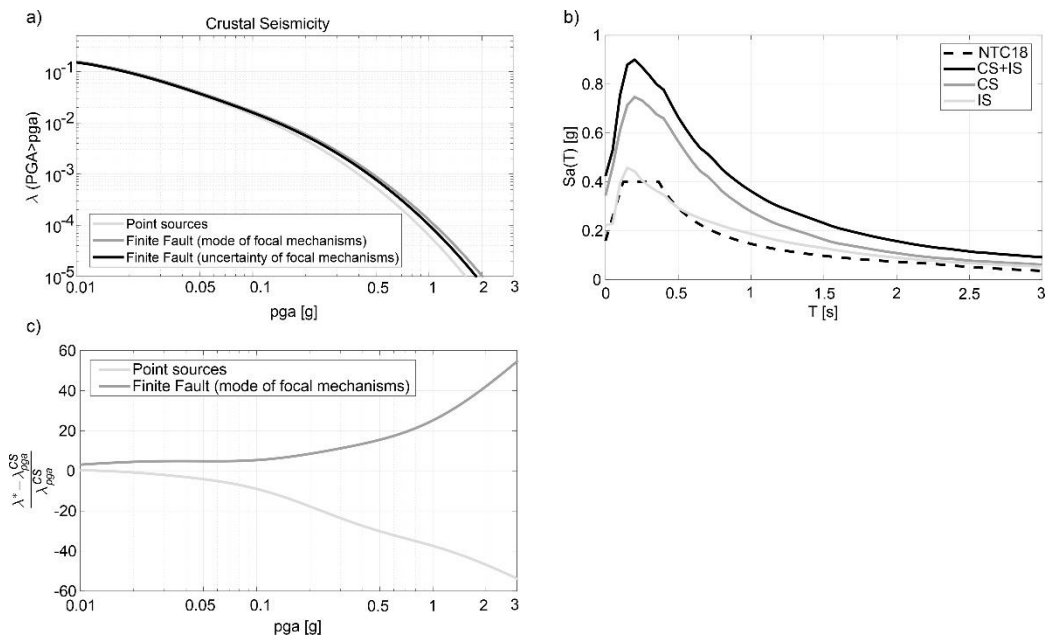 a)
Crustal Seismicity
10^-1
10^-2
10^-3
10^-4
10^-5
λ (PGA>pga)
Point sources
Finite Fault (mode of focal mechanisms)
Finite Fault (uncertainty of focal mechanisms)
0.01 0.05 0.1 0.5 1 2 3
pga [g]
b)
1
0.8
0.6
0.4
0.2
0
Sa(T) [g]
NTC18
CS+IS
CS
IS
0 0.5 1 1.5 2 2.5 3
T [s]
c)
60
40
20
0
-20
-40
-60
λ* − λ^CS_pga
λ^CS_pga
Point sources
Finite Fault (mode of focal mechanisms)
0.01 0.05 0.1 0.5 1 2 3
pga [g]